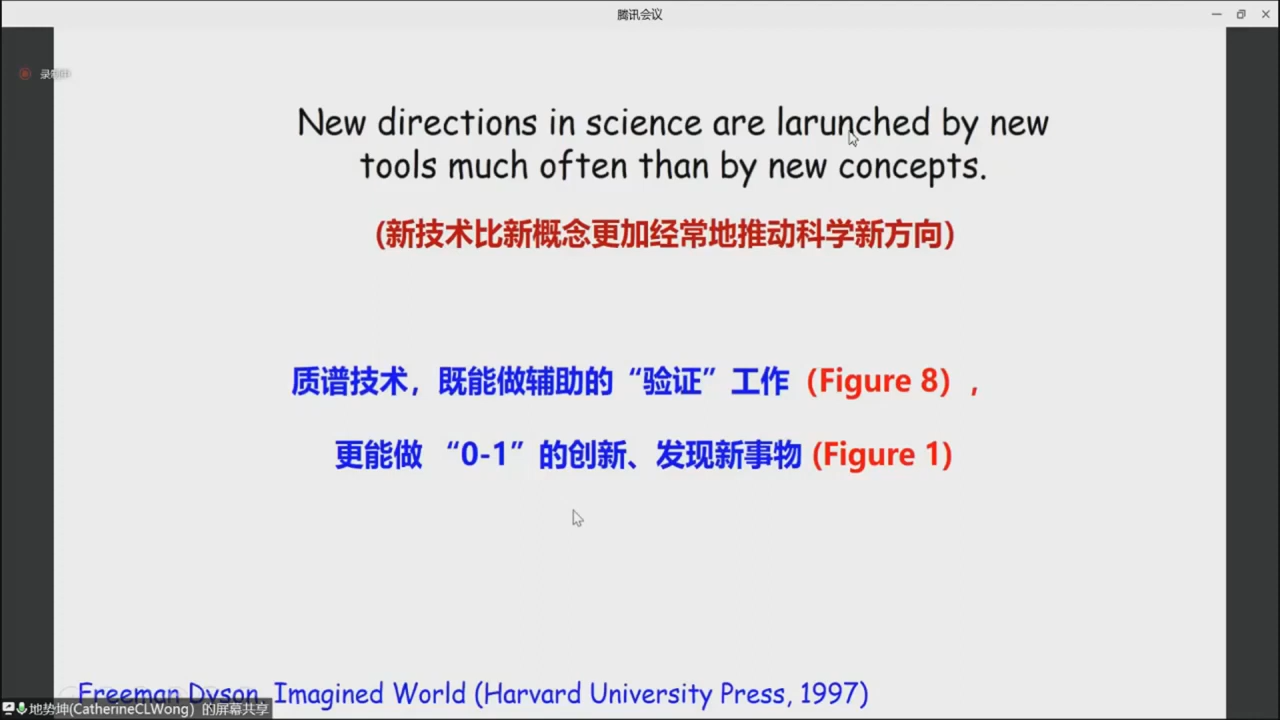 腾讯会议
录制中
New directions in science are larunched by new
tools much often than by new concepts.
(新技术比新概念更加经常地推动科学新方向)
质谱技术，既能做辅助的“验证”工作（Figure 8），
更能做 “0-1”的创新、发现新事物 (Figure 1)
Freeman Dyson, Imagined World (Harvard University Press, 1997)
地势坤(CatherineCLWong）的屏幕共享